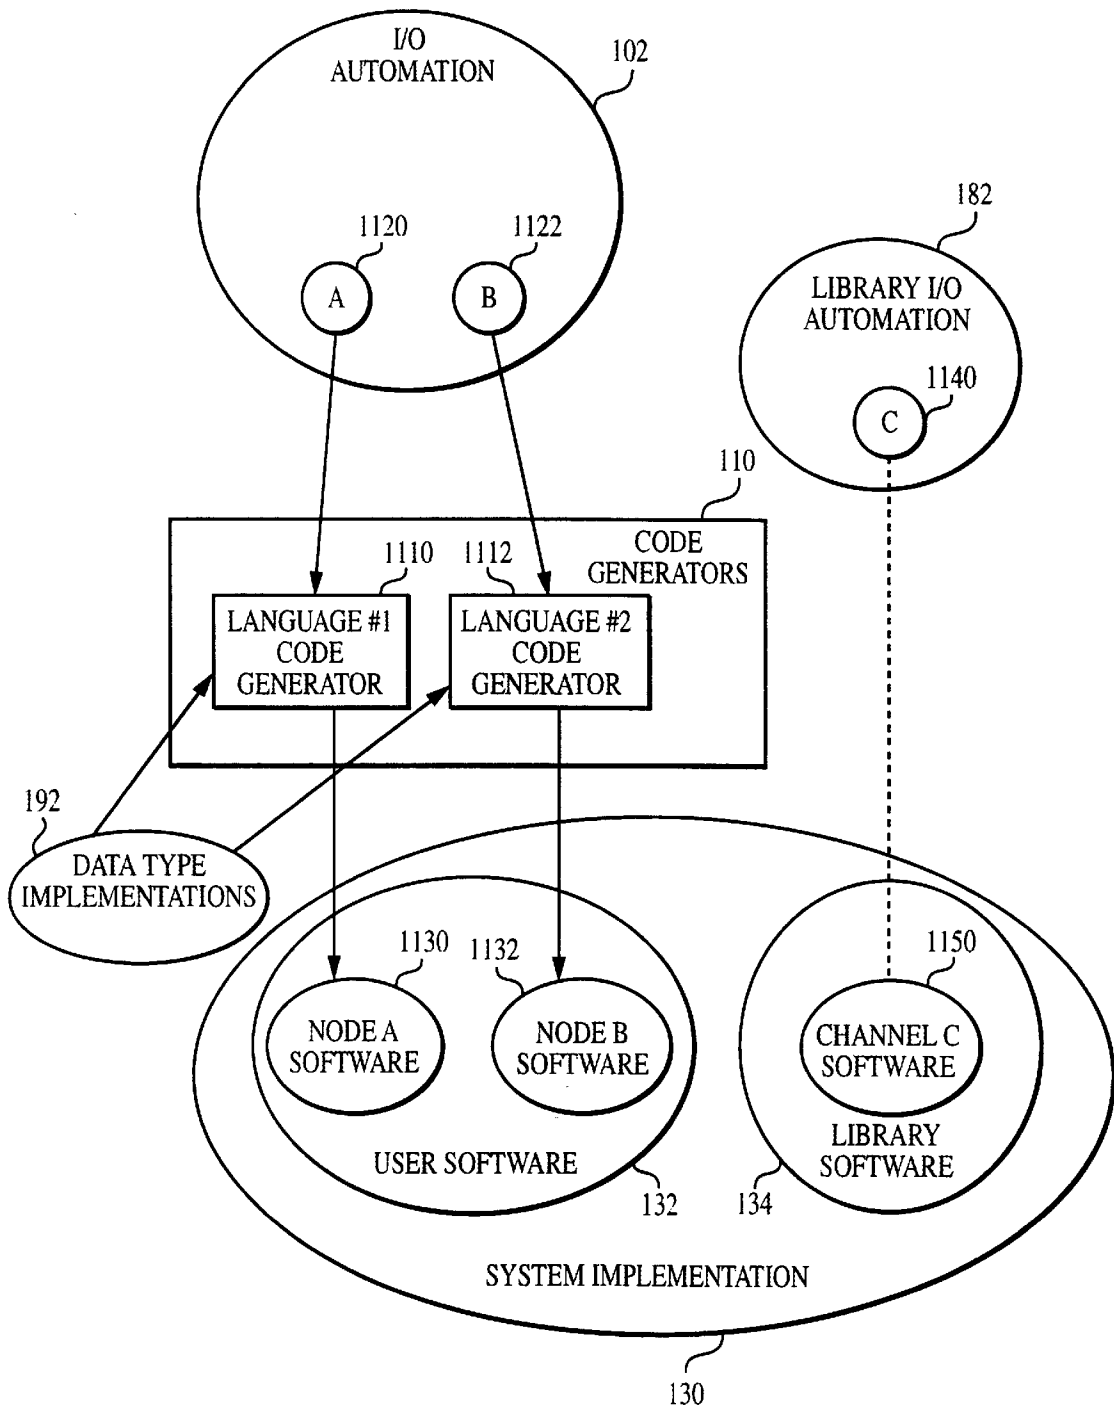 I/O
AUTOMATION
102
1120
1122
A
B
182
LIBRARY I/O
AUTOMATION
1140
C
110
CODE
GENERATORS
1110
1112
LANGUAGE #1
CODE
GENERATOR
LANGUAGE #2
CODE
GENERATOR
192
DATA TYPE
IMPLEMENTATIONS
1130
1132
1150
NODE A
SOFTWARE
NODE B
SOFTWARE
CHANNEL C
SOFTWARE
LIBRARY
SOFTWARE
USER SOFTWARE
132
134
SYSTEM IMPLEMENTATION
130